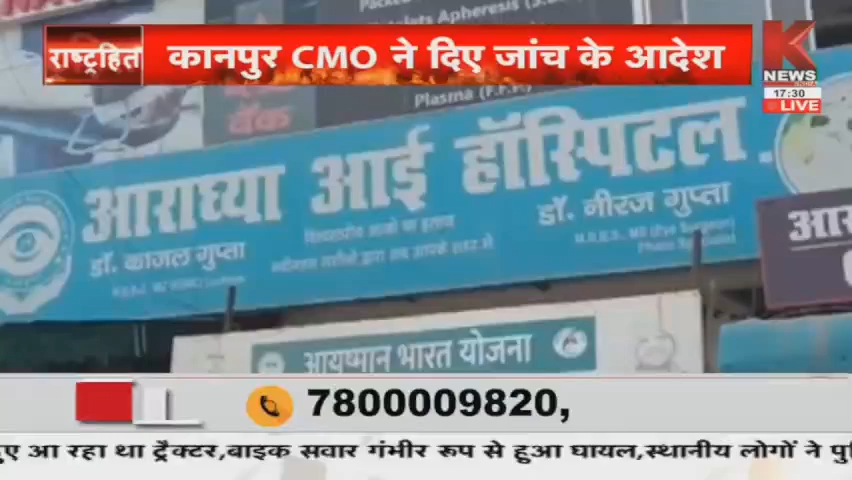 राष्ट्रहित कानपुर CMO ने दिए जांच के आदेश
K
NEWS
17:30
LIVE
Plasma (F.F.P.)
बैंक
आराध्या आई हॉस्पिटल
डॉ. काजल गुप्ता
डॉ. नीरज गुप्ता
आयुष्मान भारत योजना
7800009820,
आ रहा था ट्रैक्टर,बाइक सवार गंभीर रूप से हुआ घायल,स्थानीय लोगों ने